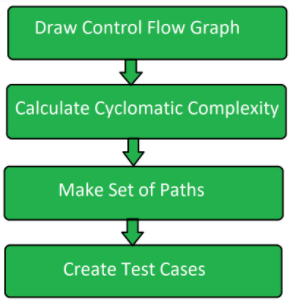 Draw Control Flow Graph
Calculate Cyclomatic Complexity
Make Set of Paths
Create Test Cases